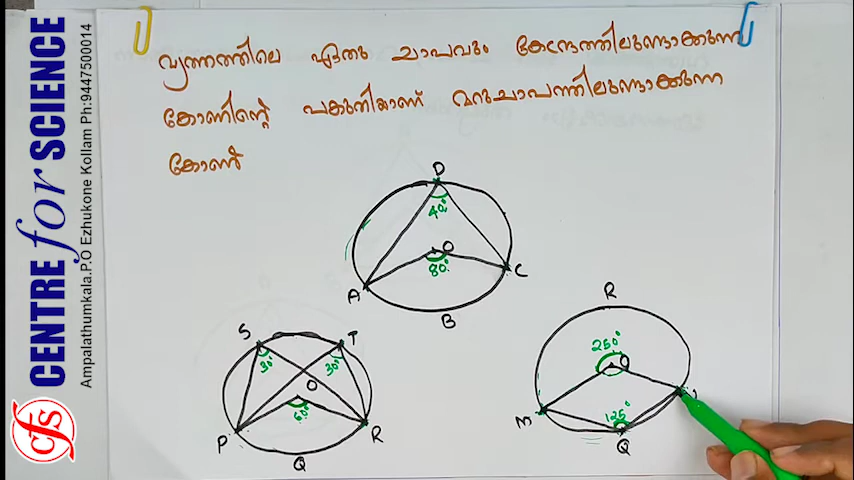 CENTRE for SCIENCE
Ampalathumkala.P.O Ezhukone Kollam Ph:9447500014
cfs
വൃത്തത്തിലെ ഏതു ചാപവും കേന്ദ്രത്തിലുണ്ടാക്കുന്ന
കോണിന്റെ പകുതിയാണ് മറുചാപത്തിലുണ്ടാക്കുന്ന
കോൺ
D
40°
O
80°
A
C
B
S
T
30°
30°
O
60°
P
R
Q
R
250°
O
125°
M
Q